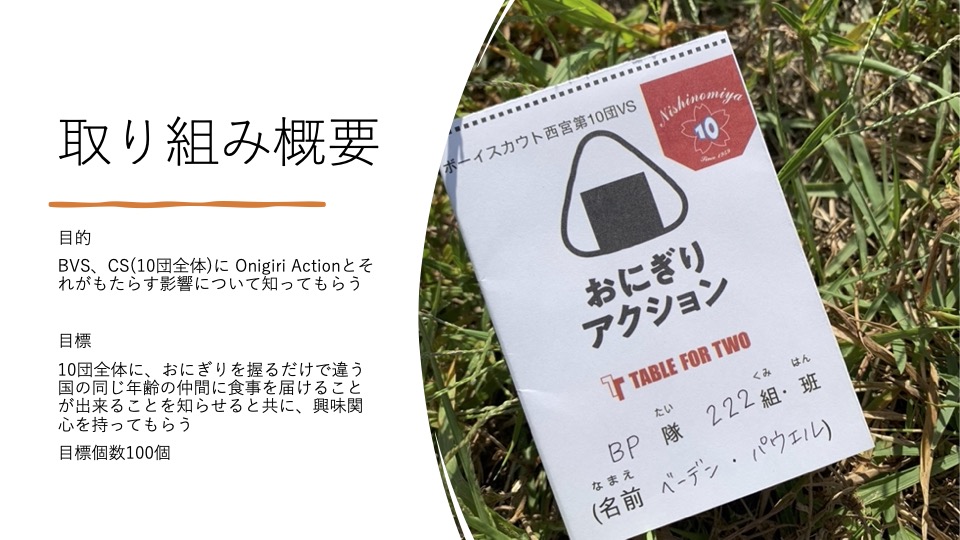 取り組み概要
目的
BVS、CS(10団全体)に Onigiri Actionとそ
れがもたらす影響について知ってもらう
目標
10団全体に、おにぎりを握るだけで違う
国の同じ年齢の仲間に食事を届けること
が出来ることを知らせると共に、興味関
心を持ってもらう
目標個数100個
ボーイスカウト西宮第10団VS
Nishinomiya
10
Since 1959
おにぎり
アクション
TABLE FOR TWO
たい くみ はん
BP 隊 222 組・班
なまえ
(名前 ベーデン・パウエル)